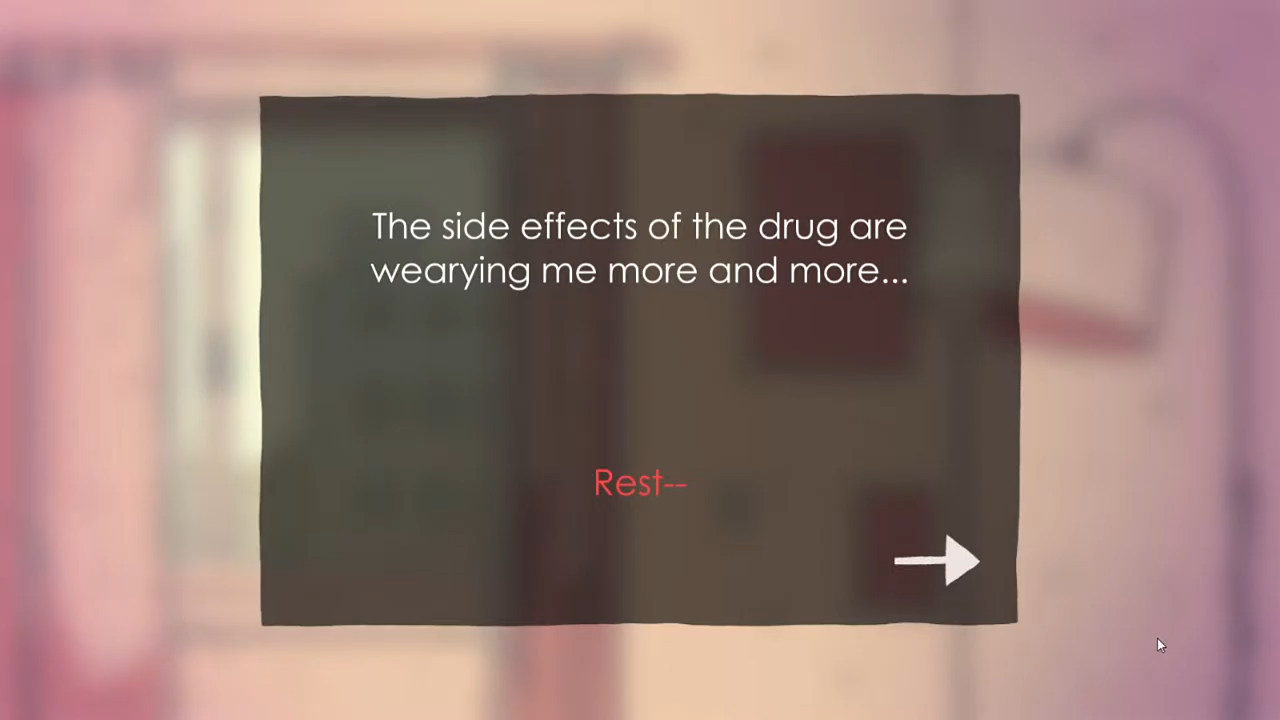 The side effects of the drug are
wearying me more and more...
Rest--